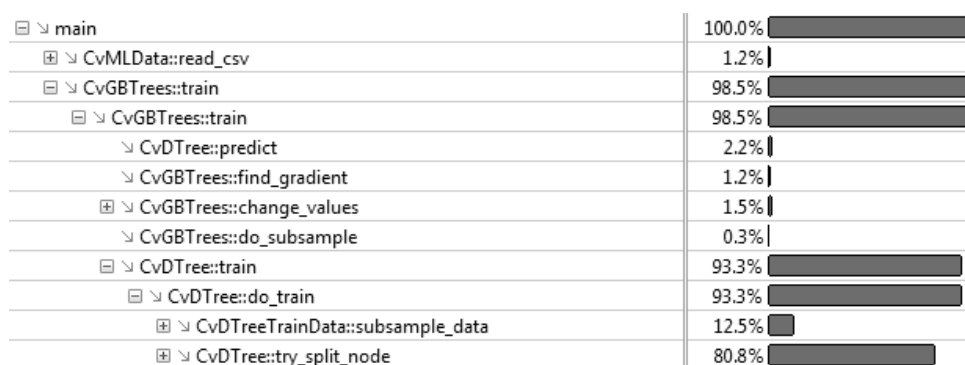 main 100.0%
CvMLData::read_csv 1.2%
CvGBTrees::train 98.5%
CvGBTrees::train 98.5%
CvDTree::predict 2.2%
CvGBTrees::find_gradient 1.2%
CvGBTrees::change_values 1.5%
CvGBTrees::do_subsample 0.3%
CvDTree::train 93.3%
CvDTree::do_train 93.3%
CvDTreeTrainData::subsample_data 12.5%
CvDTree::try_split_node 80.8%